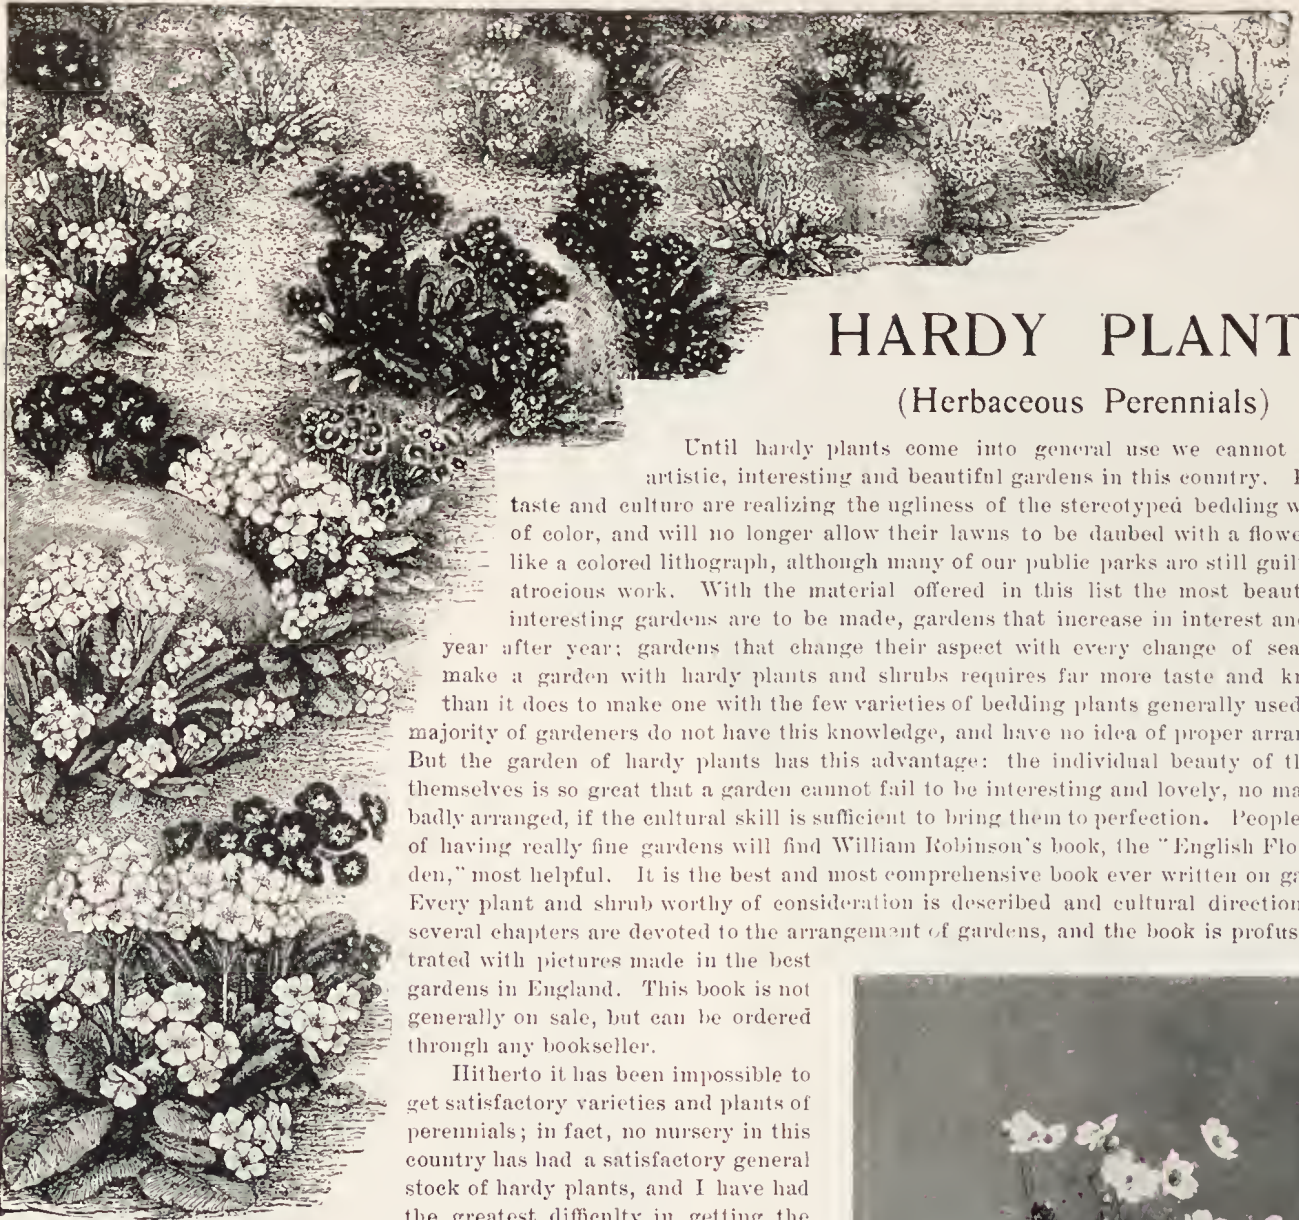 HARDY PLANT
(Herbaceous Perennials)
Until hardy plants come into general use we cannot
artistic, interesting and beautiful gardens in this country.
taste and culture are realizing the ugliness of the stereotyped bedding w
of color, and will no longer allow their lawns to be daubed with a flowe
like a colored lithograph, although many of our public parks are still guilt
atrocious work. With the material offered in this list the most beaut
interesting gardens are to be made, gardens that increase in interest an
year after year; gardens that change their aspect with every change of sea
make a garden with hardy plants and shrubs requires far more taste and kn
than it does to make one with the few varieties of bedding plants generally used
majority of gardeners do not have this knowledge, and have no idea of proper arran
But the garden of hardy plants has this advantage: the individual beauty of th
themselves is so great that a garden cannot fail to be interesting and lovely, no ma
badly arranged, if the cultural skill is sufficient to bring them to perfection. People
of having really fine gardens will find William Robinson's book, the "English Flo
den," most helpful. It is the best and most comprehensive book ever written on ga
Every plant and shrub worthy of consideration is described and cultural direction
several chapters are devoted to the arrangement of gardens, and the book is profus
trated with pictures made in the best
gardens in England. This book is not
generally on sale, but can be ordered
through any bookseller.
Hitherto it has been impossible to
get satisfactory varieties and plants of
perennials; in fact, no nursery in this
country has had a satisfactory general
stock of hardy plants, and I have had
the greatest difficulty in getting the